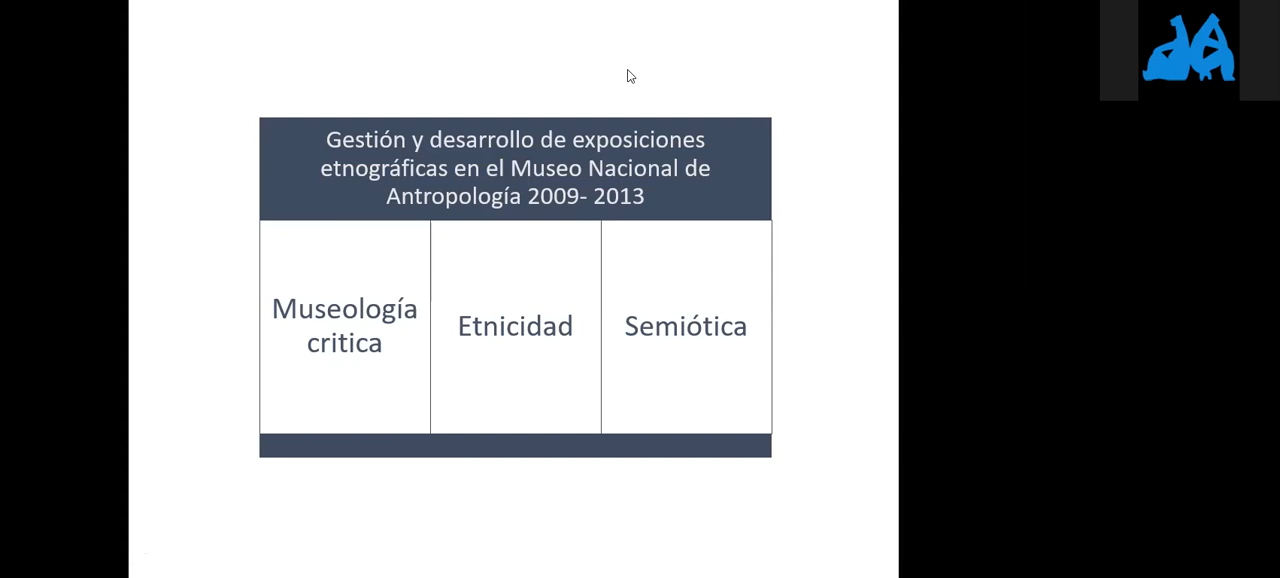 Gestión y desarrollo de exposiciones
etnográficas en el Museo Nacional de
Antropología 2009- 2013
Museología
critica
Etnicidad
Semiótica